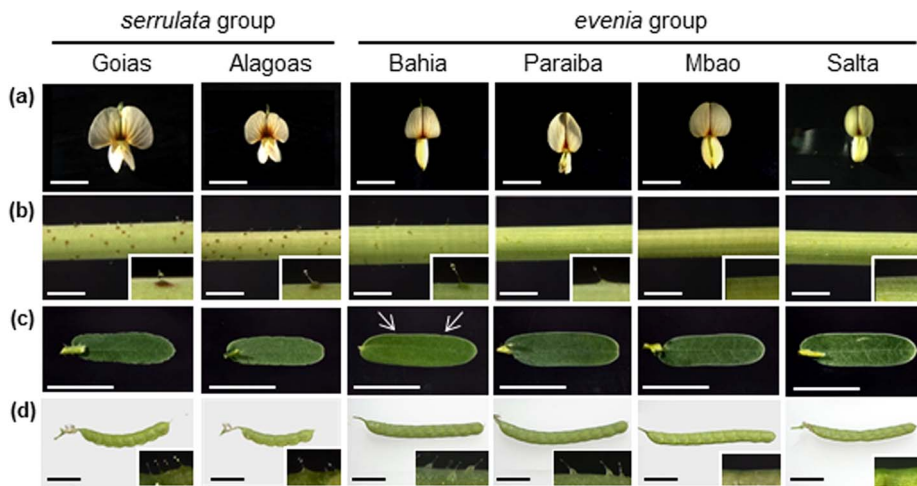 serrulata group evenia group
Goias Alagoas Bahia Paraiba Mbao Salta
(a)
(b)
(c)
(d)